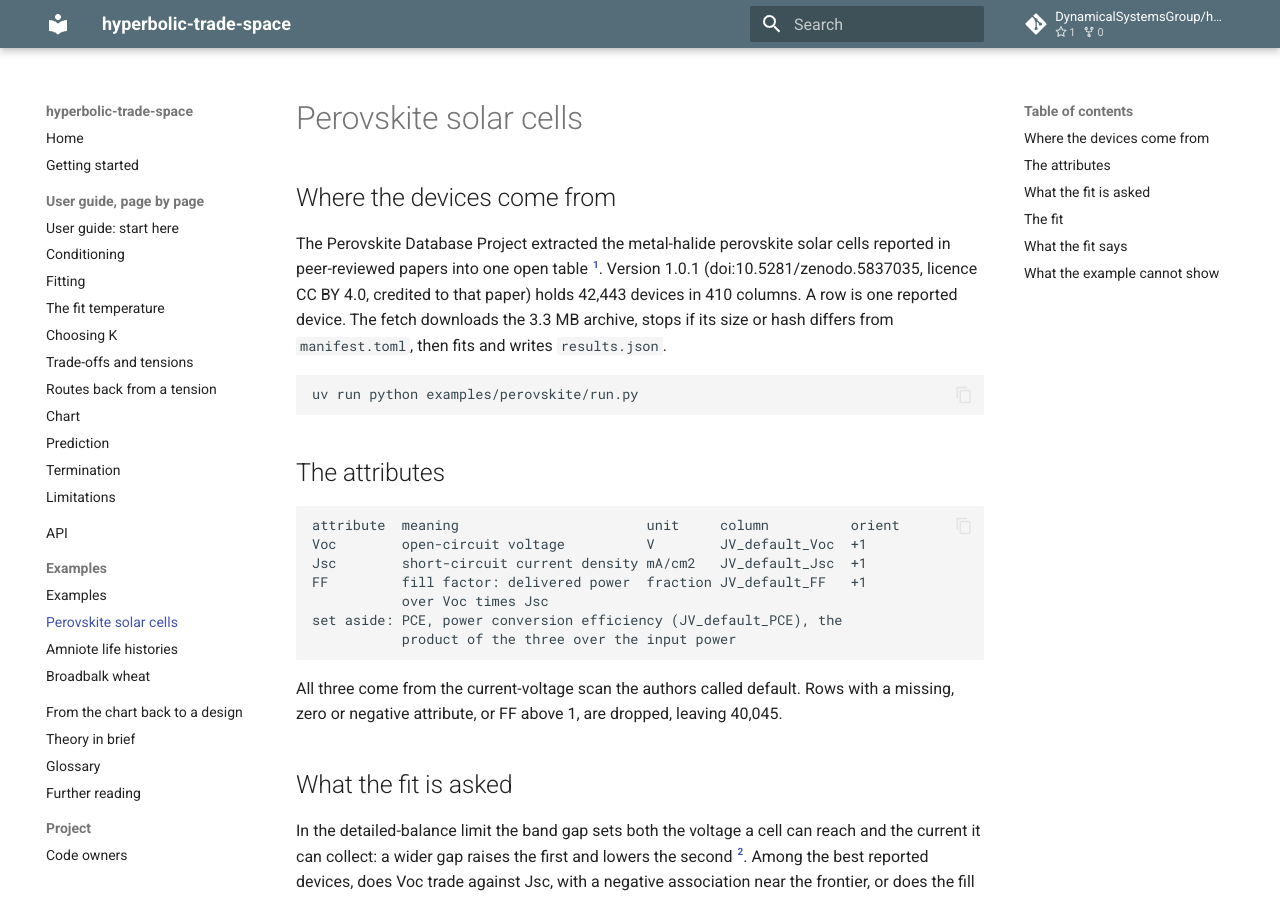 hyperbolic-trade-space
Search
DynamicalSystemsGroup/h...
1 0
hyperbolic-trade-space
Home
Getting started
User guide, page by page
User guide: start here
Conditioning
Fitting
The fit temperature
Choosing K
Trade-offs and tensions
Routes back from a tension
Chart
Prediction
Termination
Limitations
API
Examples
Examples
Perovskite solar cells
Amniote life histories
Broadbalk wheat
From the chart back to a design
Theory in brief
Glossary
Further reading
Project
Code owners
Perovskite solar cells
Where the devices come from
The Perovskite Database Project extracted the metal-halide perovskite solar cells reported in
peer-reviewed papers into one open table 1. Version 1.0.1 (doi:10.5281/zenodo.5837035, licence
CC BY 4.0, credited to that paper) holds 42,443 devices in 410 columns. A row is one reported
device. The fetch downloads the 3.3 MB archive, stops if its size or hash differs from
manifest.toml, then fits and writes results.json.
uv run python examples/perovskite/run.py
The attributes
attribute meaning unit column orient
Voc open-circuit voltage V JV_default_Voc +1
Jsc short-circuit current density mA/cm2 JV_default_Jsc +1
FF fill factor: delivered power fraction JV_default_FF +1
over Voc times Jsc
set aside: PCE, power conversion efficiency (JV_default_PCE), the
product of the three over the input power
All three come from the current-voltage scan the authors called default. Rows with a missing,
zero or negative attribute, or FF above 1, are dropped, leaving 40,045.
What the fit is asked
In the detailed-balance limit the band gap sets both the voltage a cell can reach and the current it
can collect: a wider gap raises the first and lowers the second 2. Among the best reported
devices, does Voc trade against Jsc, with a negative association near the frontier, or does the fill
Table of contents
Where the devices come from
The attributes
What the fit is asked
The fit
What the fit says
What the example cannot show